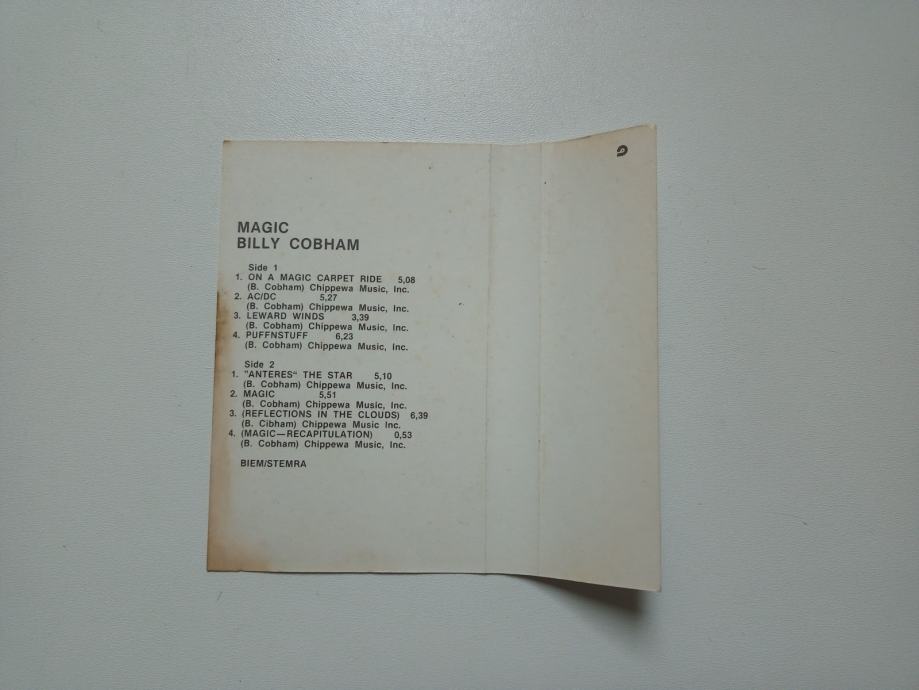 MAGIC
BILLY COBHAM
Side 1
1. ON A MAGIC CARPET RIDE 5,08
(B. Cobham) Chippewa Music, Inc.
2. AC/DC 5,27
(B. Cobham) Chippewa Music, Inc.
3. LEWARD WINDS 3,39
(B. Cobham) Chippewa Music, Inc.
4. PUFFNSTUFF 6,23
(B. Cobham) Chippewa Music, Inc.
Side 2
1. "ANTERES" THE STAR 5,10
(B. Cobham) Chippewa Music, Inc.
2. MAGIC 5,51
(B. Cobham) Chippewa Music, Inc.
3. (REFLECTIONS IN THE CLOUDS) 6,39
(B. Cibham) Chippewa Music Inc.
4. (MAGIC—RECAPITULATION) 0,53
(B. Cobham) Chippewa Music, Inc.
BIEM/STEMRA